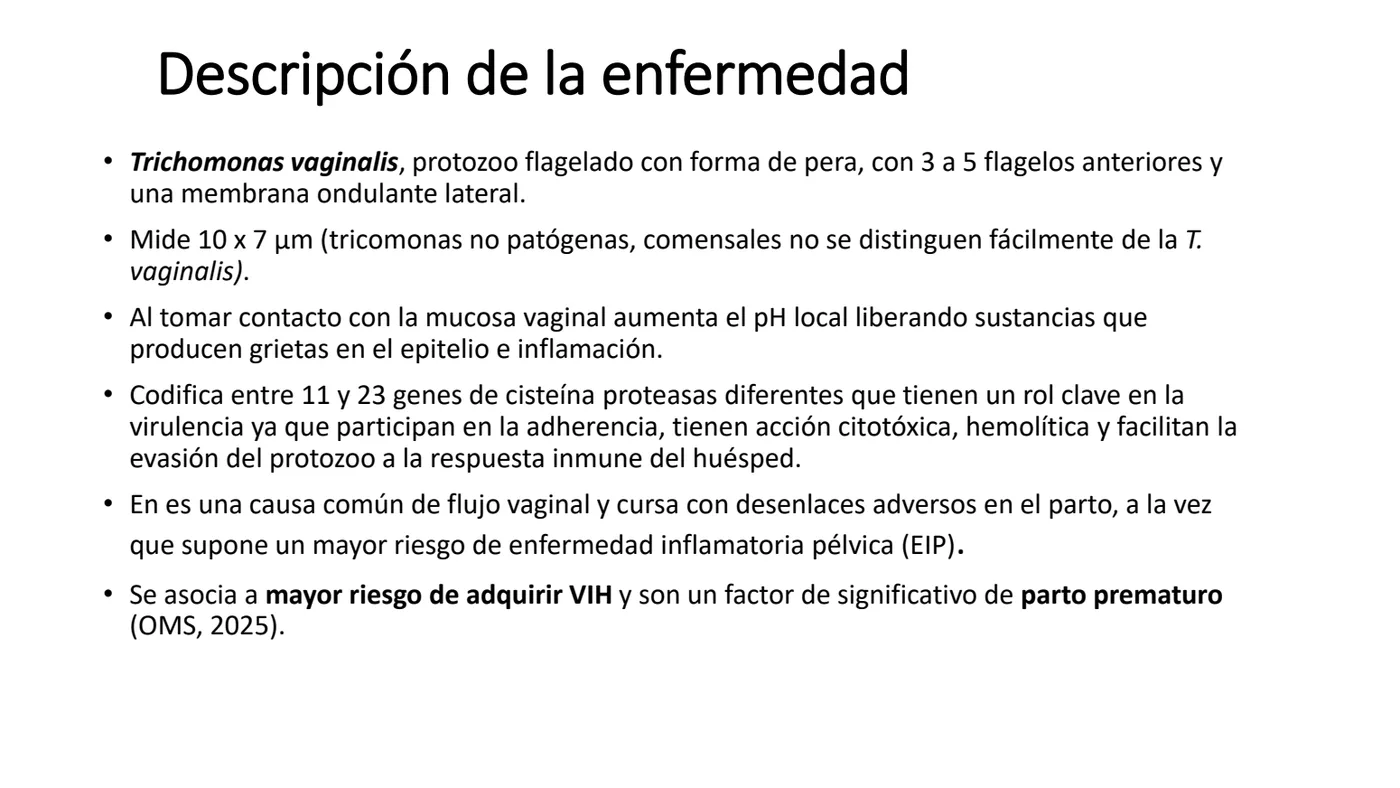 Descripción de la enfermedad
• Trichomonas vaginalis, protozoo flagelado con forma de pera, con 3 a 5 flagelos anteriores y
una membrana ondulante lateral.
• Mide 10 x 7 µm (tricomonas no patógenas, comensales no se distinguen fácilmente de la T.
vaginalis).
• Al tomar contacto con la mucosa vaginal aumenta el pH local liberando sustancias que
producen grietas en el epitelio e inflamación.
• Codifica entre 11 y 23 genes de cisteína proteasas diferentes que tienen un rol clave en la
virulencia ya que participan en la adherencia, tienen acción citotóxica, hemolítica y facilitan la
evasión del protozoo a la respuesta inmune del huésped.
• En es una causa común de flujo vaginal y cursa con desenlaces adversos en el parto, a la vez
que supone un mayor riesgo de enfermedad inflamatoria pélvica (EIP).
• Se asocia a mayor riesgo de adquirir VIH y son un factor de significativo de parto prematuro
(OMS, 2025).